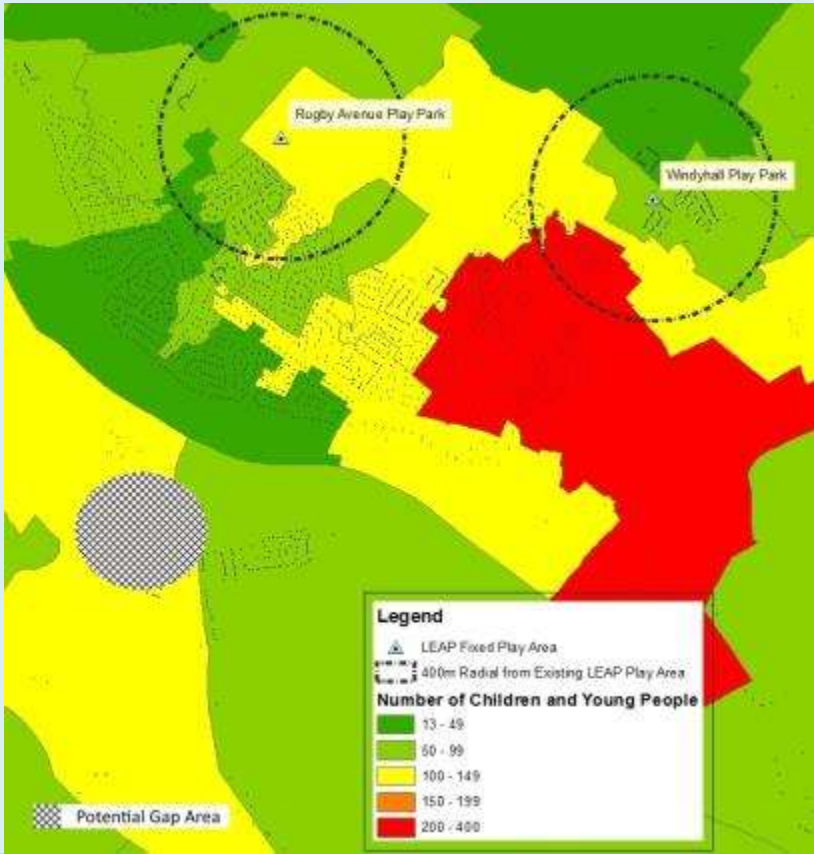 Rugby Avenue Play Park
Windyhall Play Park
Legend
LEAP Fixed Play Area
400m Radial from Existing LEAP Play Area
Number of Children and Young People
13 - 49
50 - 99
100 - 149
150 - 199
200 - 400
Potential Gap Area